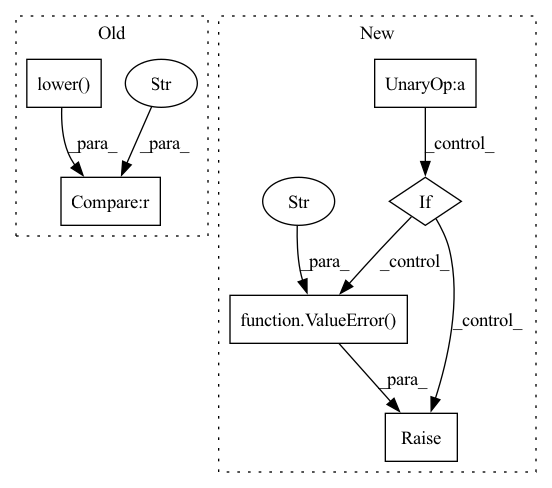 Old
New
lower()
Str
UnaryOp:a
_para_
_para_
_control_
Compare:r
Str
If
_para_
_control_
_control_
function.ValueError()
_para_
Raise